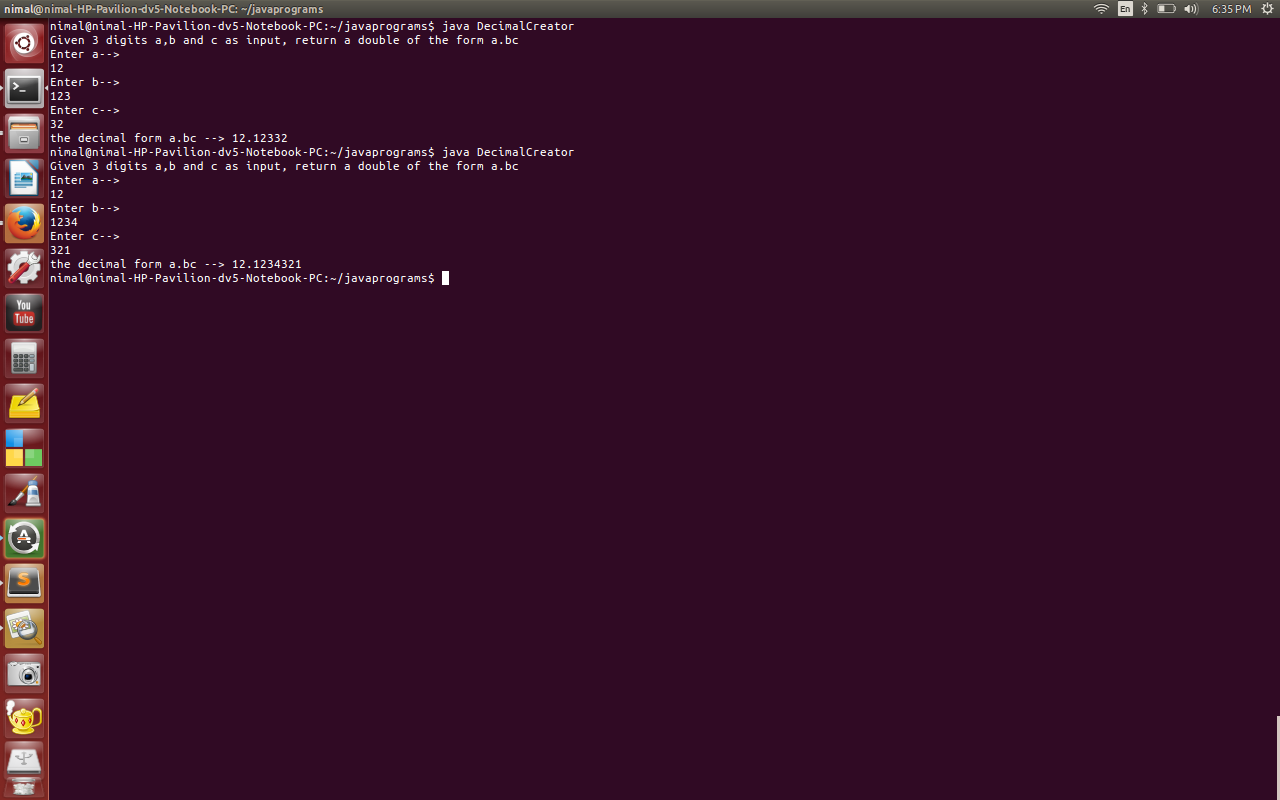 nimal@nimal-HP-Pavilion-dv5-Notebook-PC: ~/javaprograms
En
6:35 PM
nimal@nimal-HP-Pavilion-dv5-Notebook-PC:~/javaprograms$ java DecimalCreator
Given 3 digits a,b and c as input, return a double of the form a.bc
Enter a-->
12
Enter b-->
123
Enter c-->
32
the decimal form a.bc --> 12.12332
nimal@nimal-HP-Pavilion-dv5-Notebook-PC:~/javaprograms$ java DecimalCreator
Given 3 digits a,b and c as input, return a double of the form a.bc
Enter a-->
12
Enter b-->
1234
Enter c-->
321
the decimal form a.bc --> 12.1234321
nimal@nimal-HP-Pavilion-dv5-Notebook-PC:~/javaprograms$
>_
You
Tube
A
S